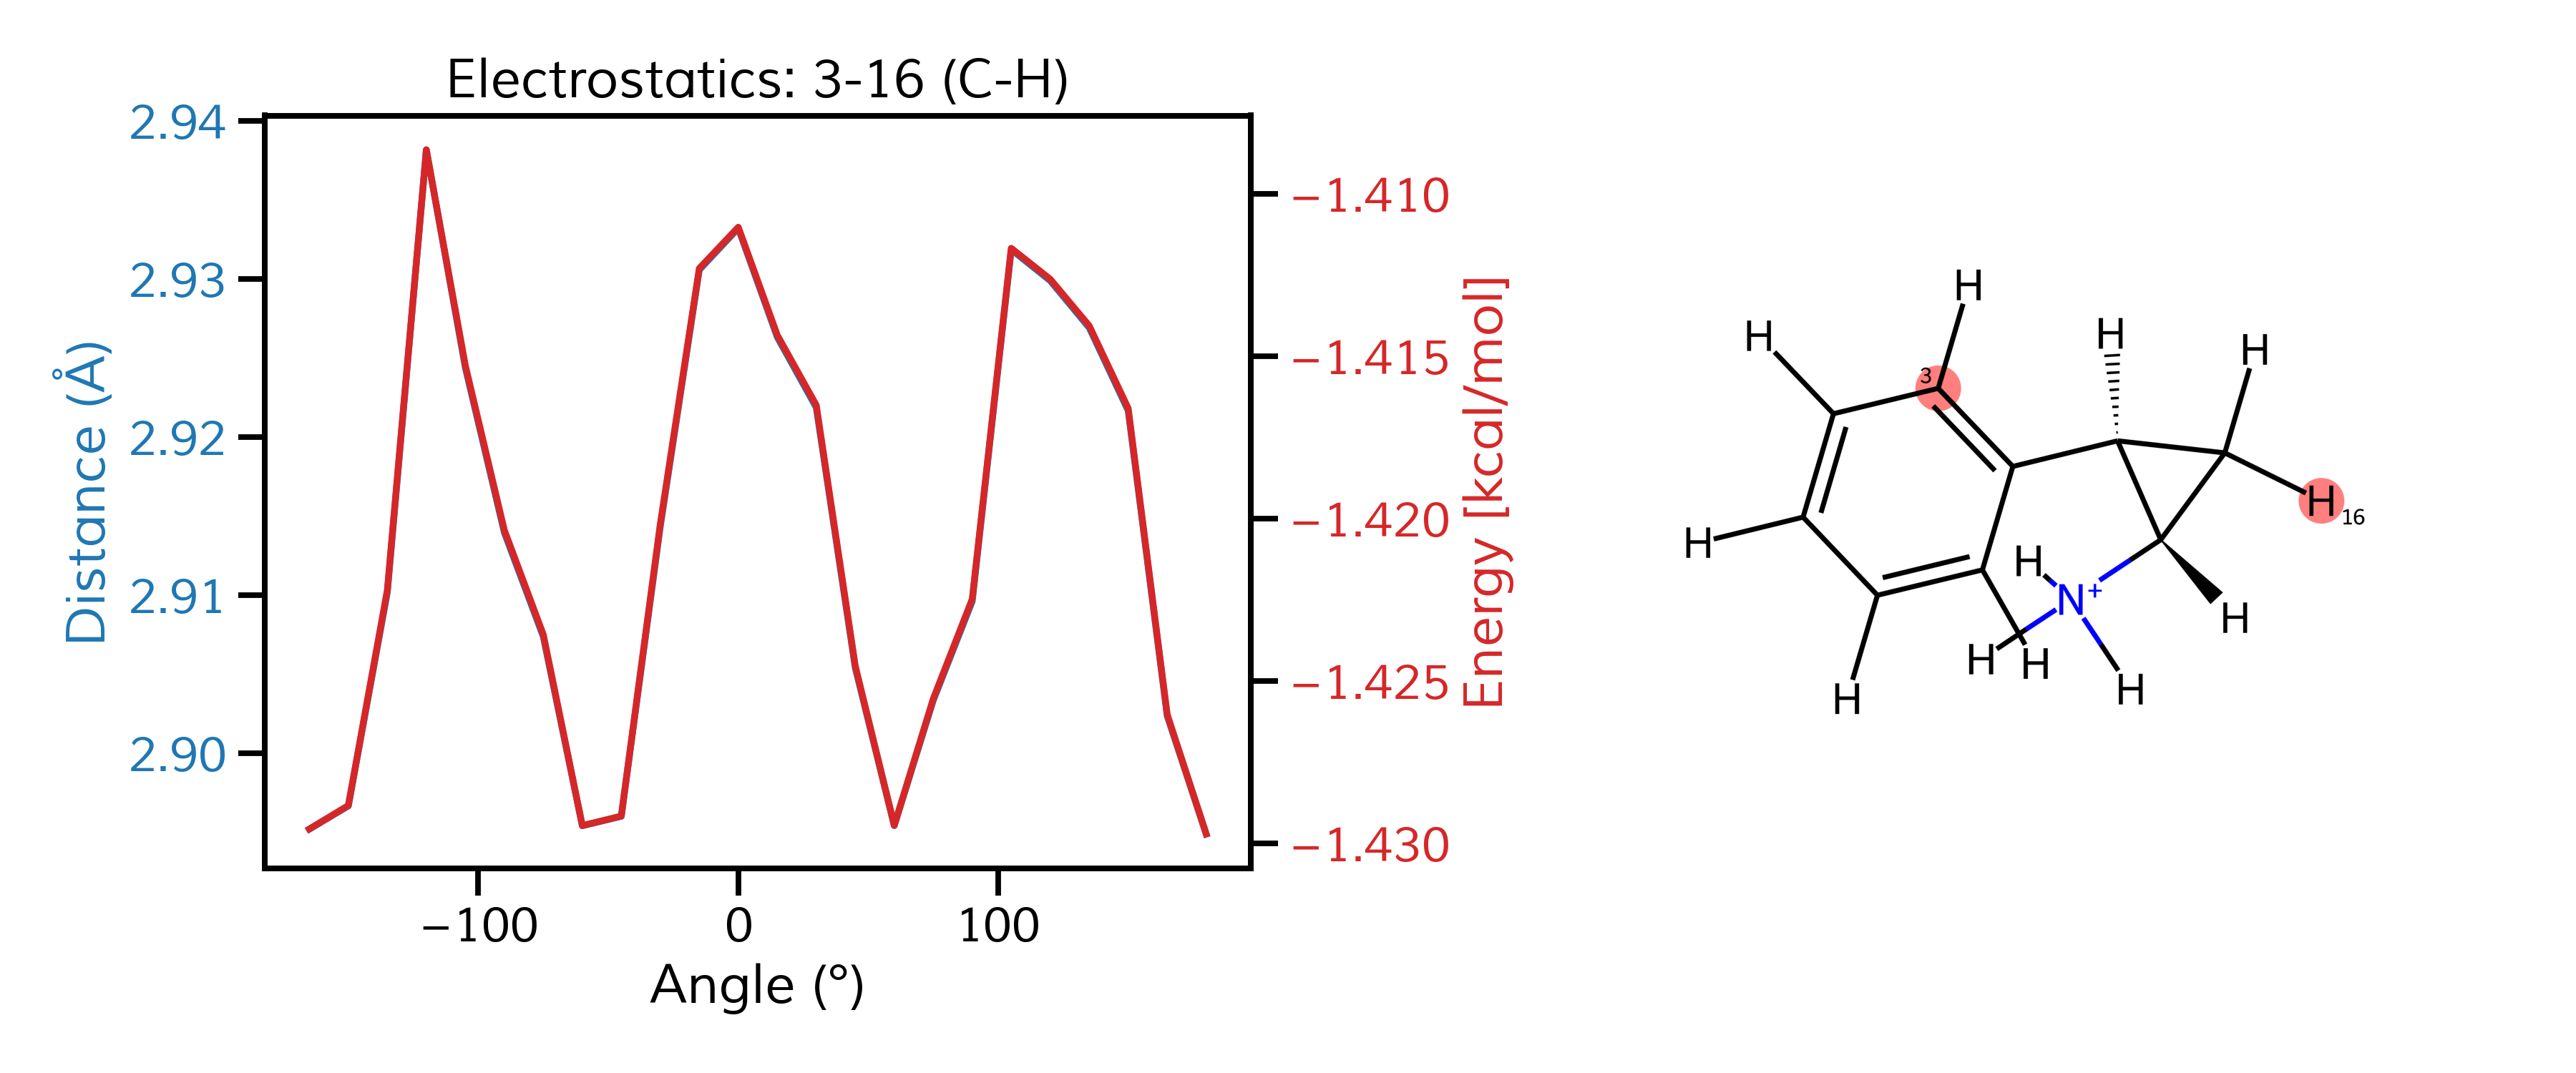 Electrostatics: 3-16 (C-H)
2.94
2.93
2.92
2.91
2.90
Distance (Å)
−1.410
−1.415
−1.420
−1.425
−1.430
Energy [kcal/mol]
−100
0
100
Angle (°)
H
H
H
H
3
H
16
H
H
N+
H
H
H
H
H